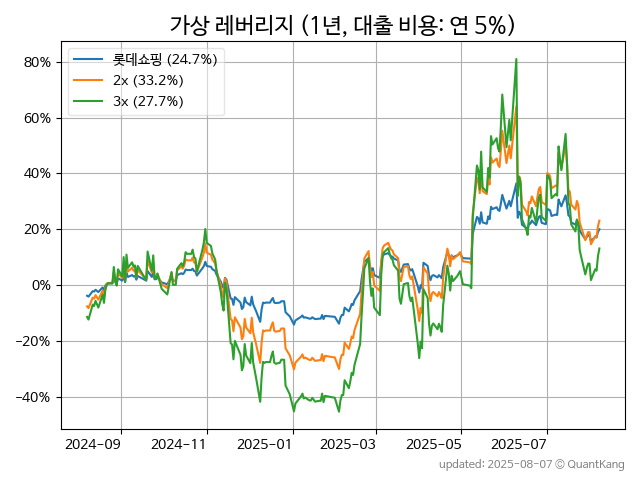 가상 레버리지 (1년, 대출 비용: 연 5%)
롯데쇼핑 (24.7%)
2x (33.2%)
3x (27.7%)
80%
60%
40%
20%
0%
−20%
−40%
2024-09
2024-11
2025-01
2025-03
2025-05
2025-07
updated: 2025-08-07 © QuantKang